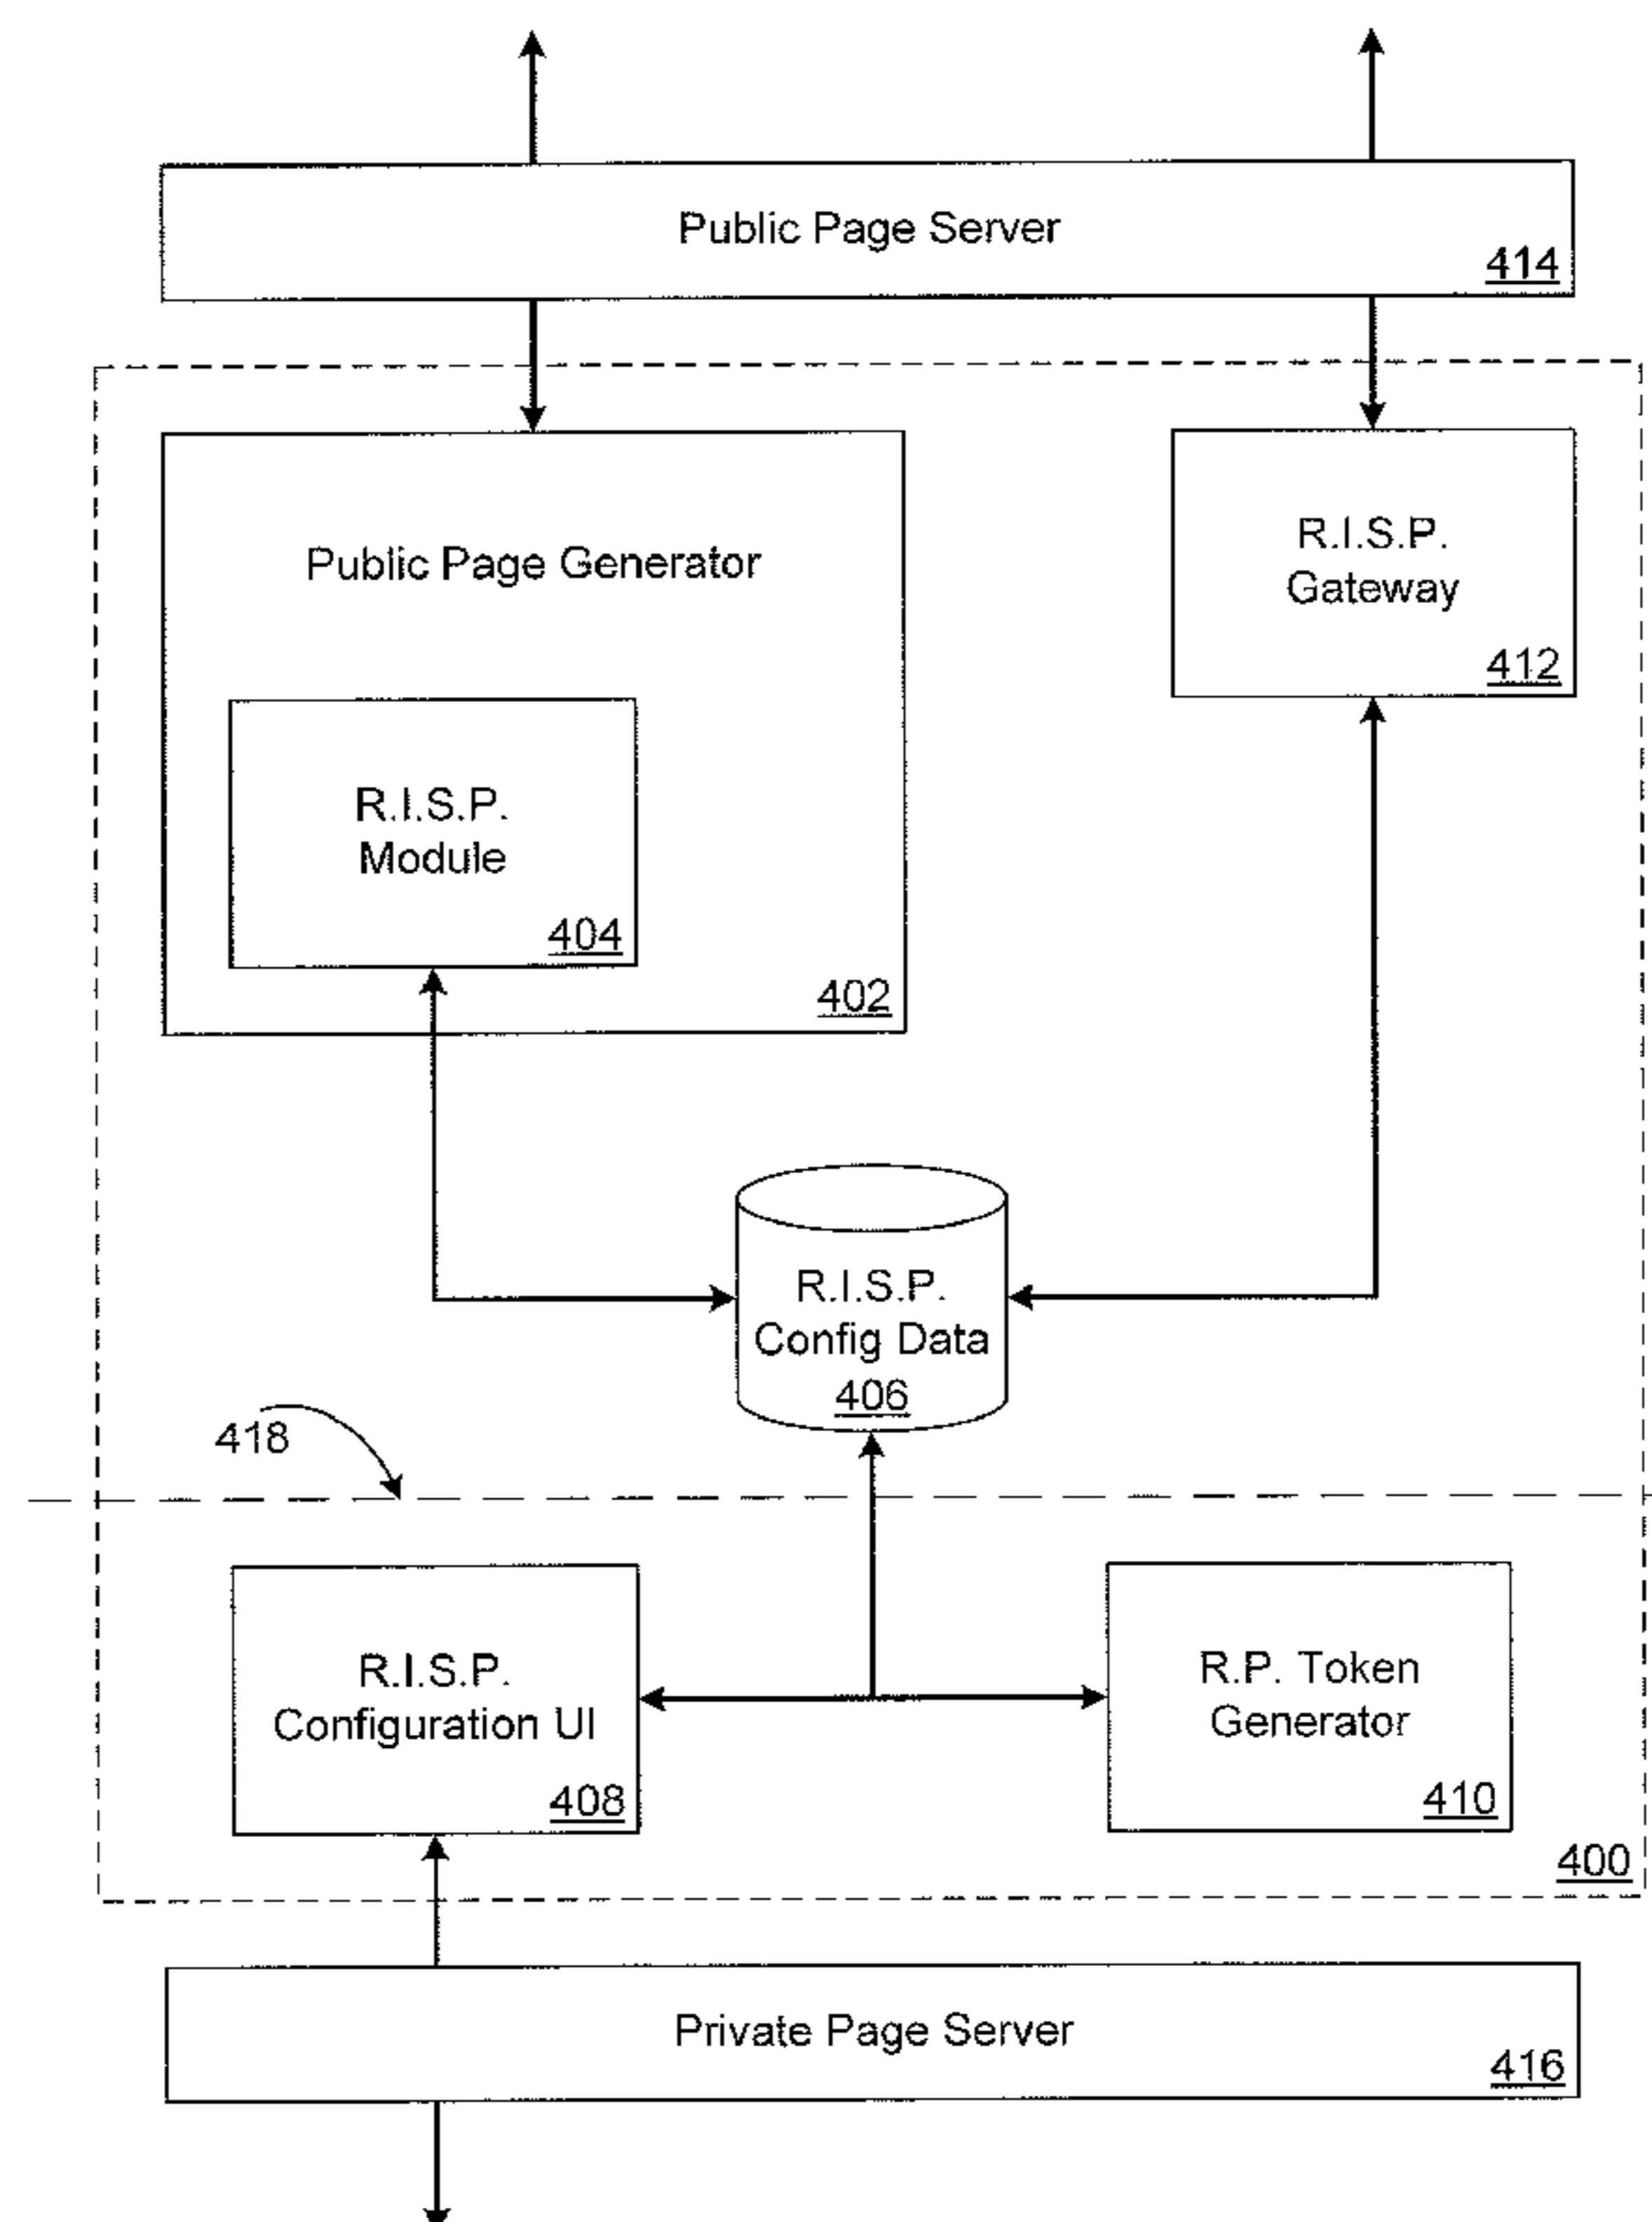 Public Page Server
414
Public Page Generator
R.I.S.P.
Gateway
412
R.I.S.P.
Module
404
402
R.I.S.P.
Config Data
406
418
R.I.S.P.
Configuration UI
408
R.P. Token
Generator
410
400
Private Page Server
416